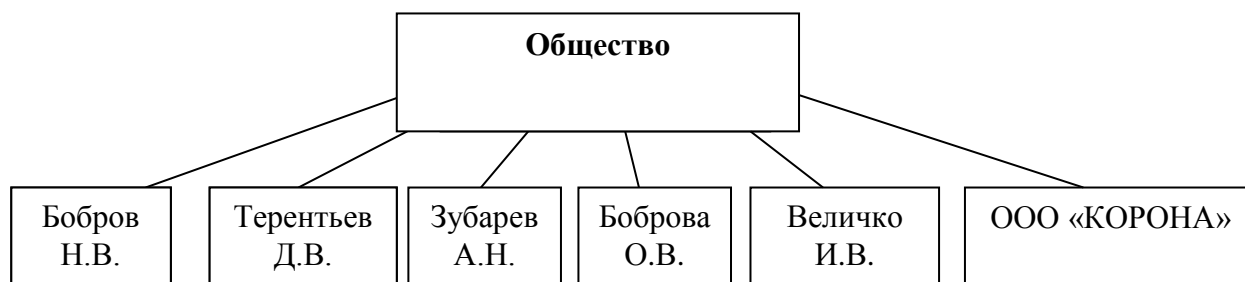 Общество
Бобров
Н.В.
Терентьев
Д.В.
Зубарев
А.Н.
Боброва
О.В.
Величко
И.В.
ООО «КОРОНА»